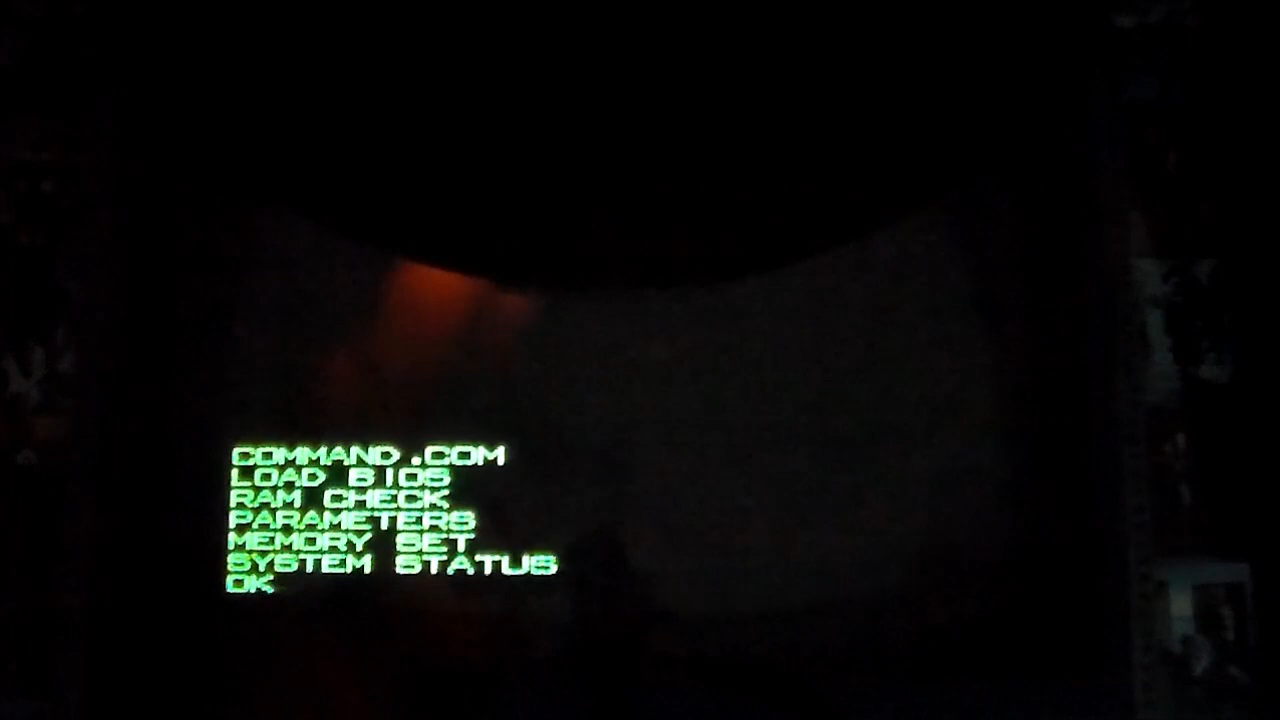 COMMAND.COM
LOAD BIOS
RAM CHECK
PARAMETERS
MEMORY SET
SYSTEM STATUS
OK